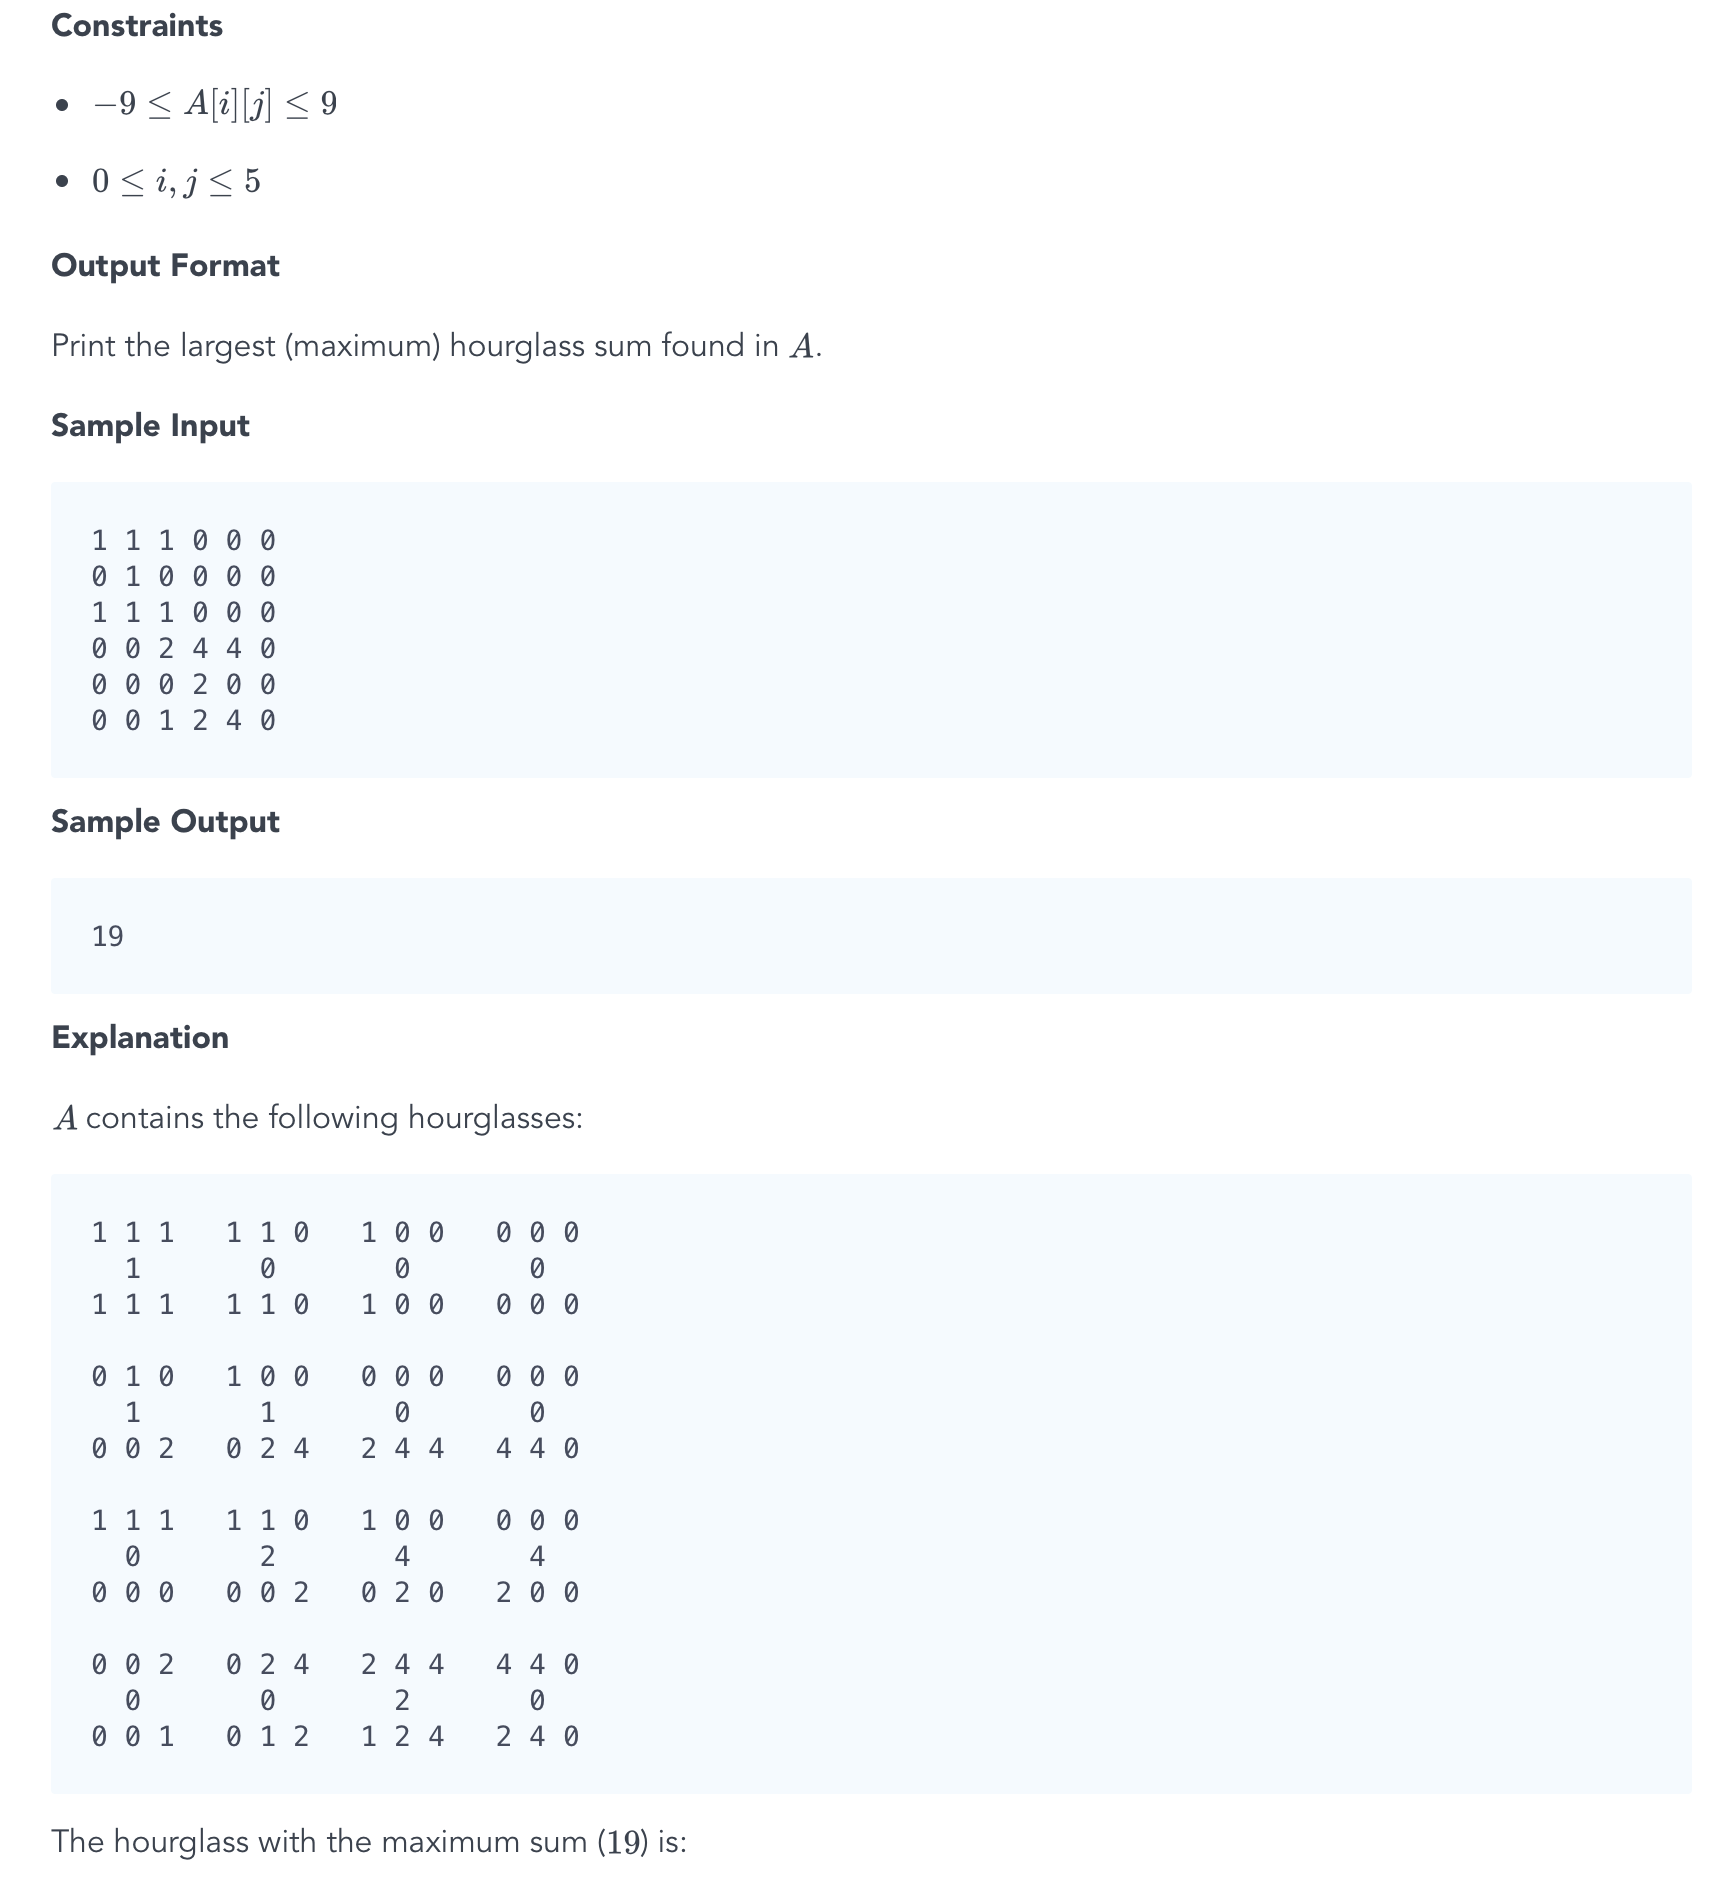 Constraints
• −9 ≤ A[i][j] ≤ 9
• 0 ≤ i, j ≤ 5
Output Format
Print the largest (maximum) hourglass sum found in A.
Sample Input
1 1 1 0 0 0
0 1 0 0 0 0
1 1 1 0 0 0
0 0 2 4 4 0
0 0 0 2 0 0
0 0 1 2 4 0
Sample Output
19
Explanation
A contains the following hourglasses:
1 1 1   1 1 0   1 0 0   0 0 0
  1       0       0       0
1 1 1   1 1 0   1 0 0   0 0 0
0 1 0   1 0 0   0 0 0   0 0 0
  1       1       0       0
0 0 2   0 2 4   2 4 4   4 4 0
1 1 1   1 1 0   1 0 0   0 0 0
  0       2       4       4
0 0 0   0 0 2   0 2 0   2 0 0
0 0 2   0 2 4   2 4 4   4 4 0
  0       0       2       0
0 0 1   0 1 2   1 2 4   2 4 0
The hourglass with the maximum sum (19) is: